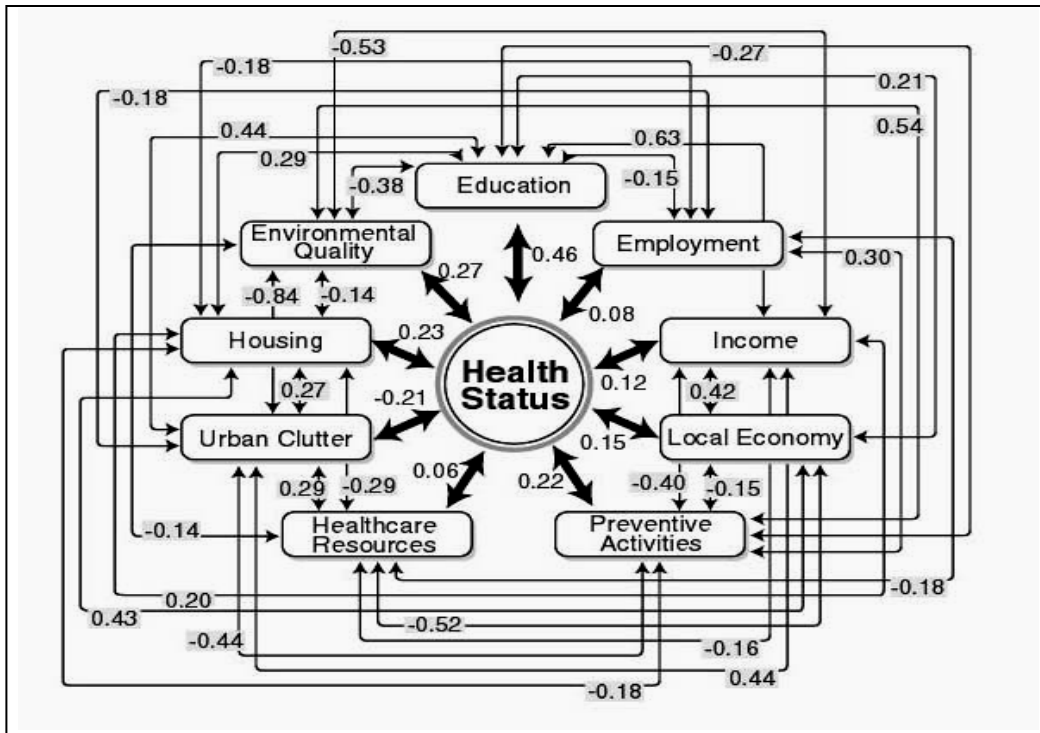 -0.53
-0.27
-0.18
0.21
-0.18
0.54
0.44
0.63
0.29
-0.38
Education
-0.15
Environmental
Quality
Employment
0.27
0.46
0.30
-0.84
-0.14
0.08
Housing
0.23
Health
Status
0.12
Income
0.27
-0.21
0.42
Urban Clutter
0.15
Local Economy
0.29
-0.29
0.06
0.22
-0.40
-0.15
Healthcare
Resources
Preventive
Activities
-0.14
-0.18
0.43
0.20
-0.52
-0.44
-0.16
0.44
-0.18